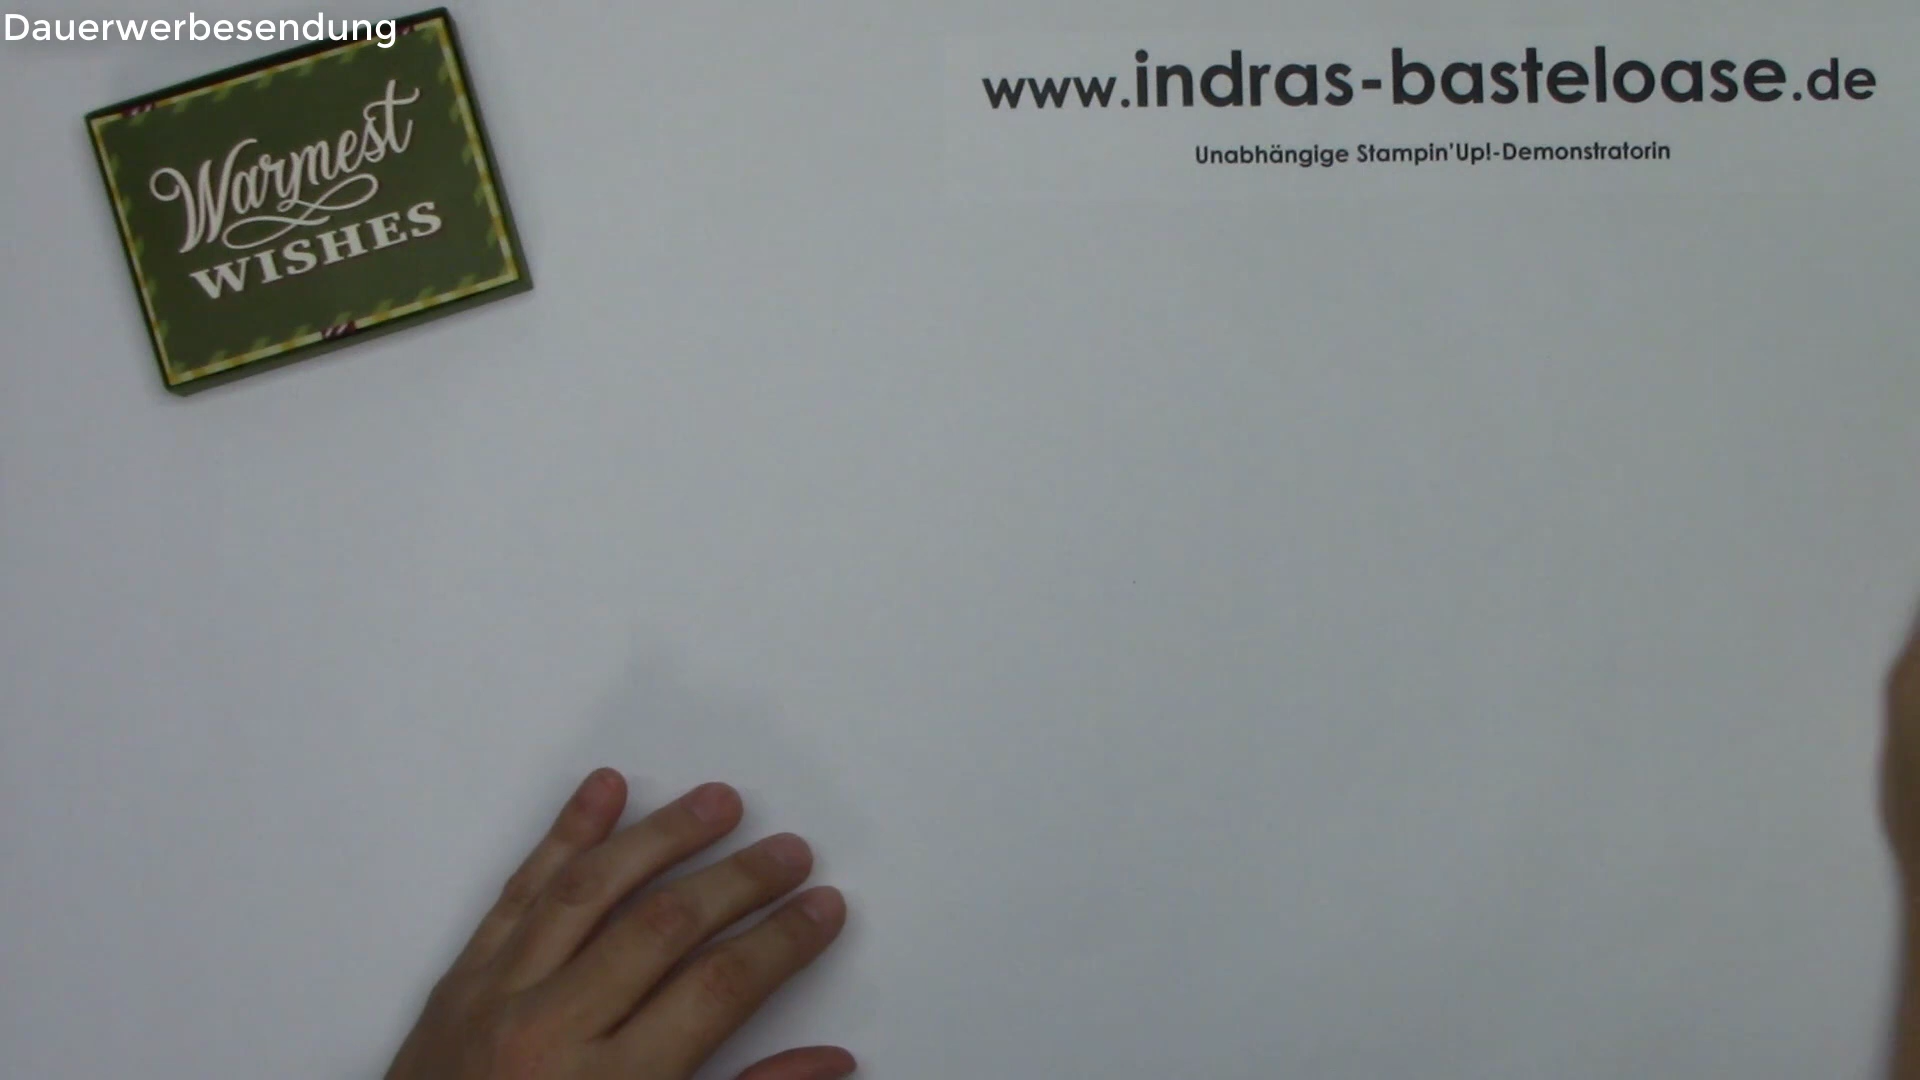 Dauerwerbesendung
Warmest
WISHES
www.indras-basteloase.de
Unabhängige Stampin'Up!-Demonstratorin